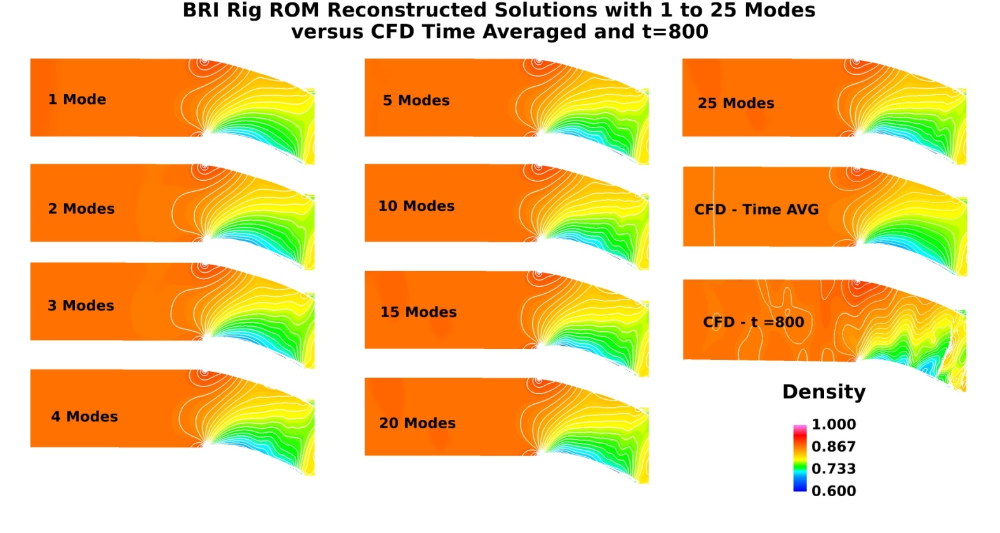 BRI Rig ROM Reconstructed Solutions with 1 to 25 Modes
versus CFD Time Averaged and t=800
1 Mode
2 Modes
3 Modes
4 Modes
5 Modes
10 Modes
15 Modes
20 Modes
25 Modes
CFD - Time AVG
CFD - t =800
Density
1.000
0.867
0.733
0.600